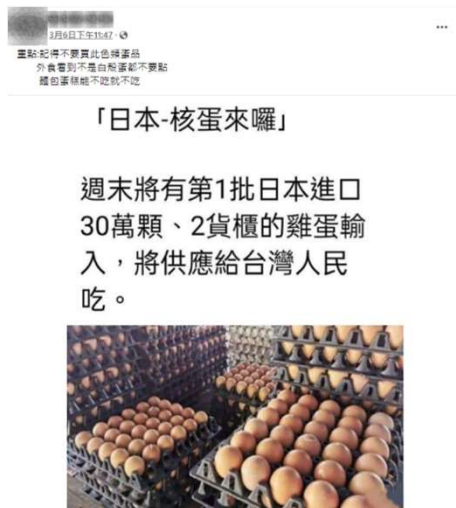 3月6日下午11:47 ·
重點:記得不要買此色類蛋品
外食看到不是白殼蛋都不要點
麵包蛋糕能不吃就不吃
「日本-核蛋來囉」
週末將有第1批日本進口
30萬顆、2貨櫃的雞蛋輸
入，將供應給台灣人民
吃。